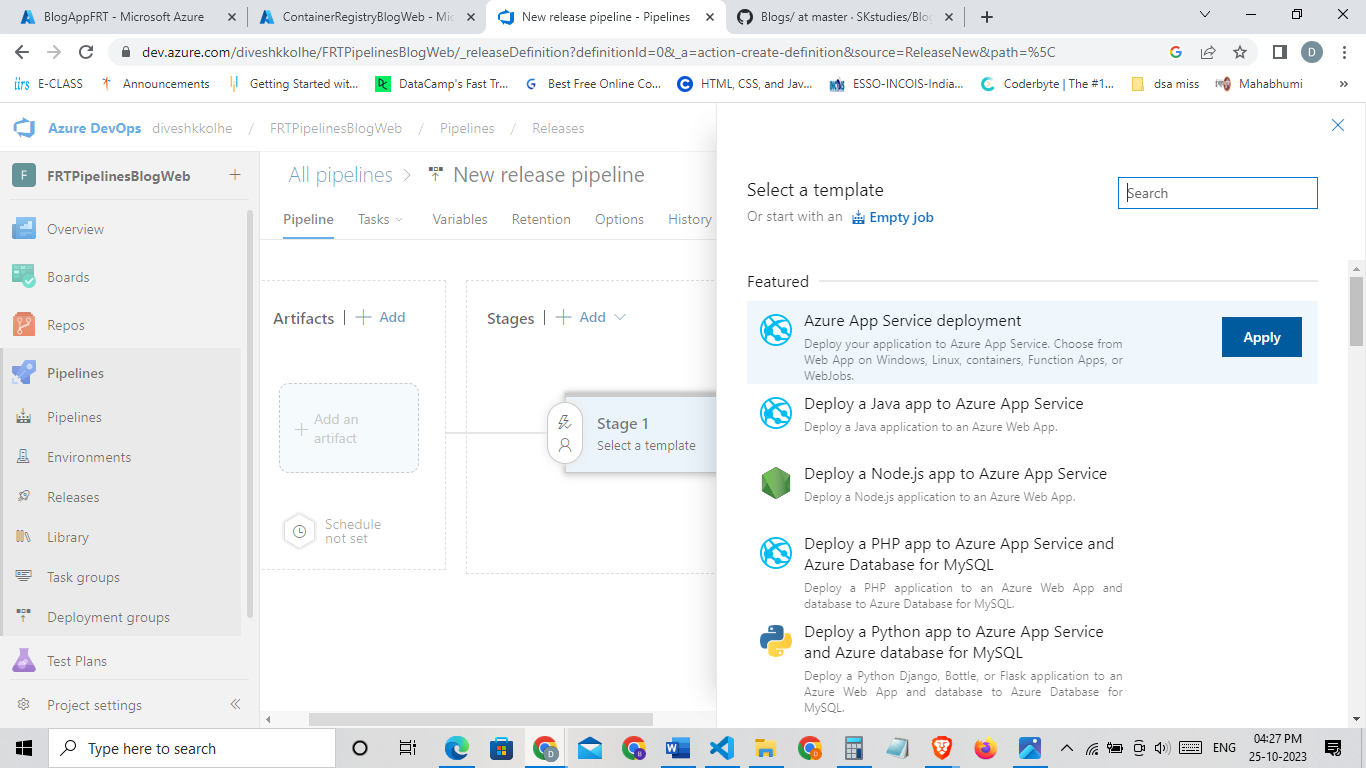 BlogAppFRT - Microsoft Azure
ContainerRegistryBlogWeb - Mic
New release pipeline - Pipelines
Blogs/ at master · SKstudies/Blog
dev.azure.com/diveshkkolhe/FRTPipelinesBlogWeb/_releaseDefinition?definitionId=0&_a=action-create-definition&source=ReleaseNew&path=%5C
D
E-CLASS
Announcements
Getting Started wit...
DataCamp's Fast Tr...
Best Free Online Co...
HTML, CSS, and Jav...
ESSO-INCOIS-India...
Coderbyte | The #1...
dsa miss
Mahabhumi
»
Azure DevOps diveshkkolhe / FRTPipelinesBlogWeb / Pipelines / Releases
F FRTPipelinesBlogWeb +
Overview
Boards
Repos
Pipelines
Pipelines
Environments
Releases
Library
Task groups
Deployment groups
Test Plans
Project settings
All pipelines > New release pipeline
Pipeline Tasks Variables Retention Options History
Artifacts | + Add
Stages | + Add
+ Add an
artifact
Schedule
not set
Stage 1
Select a template
Select a template
Or start with an Empty job
Search
Featured
Azure App Service deployment
Deploy your application to Azure App Service. Choose from
Web App on Windows, Linux, containers, Function Apps, or
WebJobs.
Apply
Deploy a Java app to Azure App Service
Deploy a Java application to an Azure Web App.
Deploy a Node.js app to Azure App Service
Deploy a Node.js application to an Azure Web App.
Deploy a PHP app to Azure App Service and
Azure Database for MySQL
Deploy a PHP application to an Azure Web App and
database to Azure Database for MySQL.
Deploy a Python app to Azure App Service
and Azure database for MySQL
Deploy a Python Django, Bottle, or Flask application to an
Azure Web App and database to Azure Database for
MySQL.
Type here to search
ENG
04:27 PM
25-10-2023